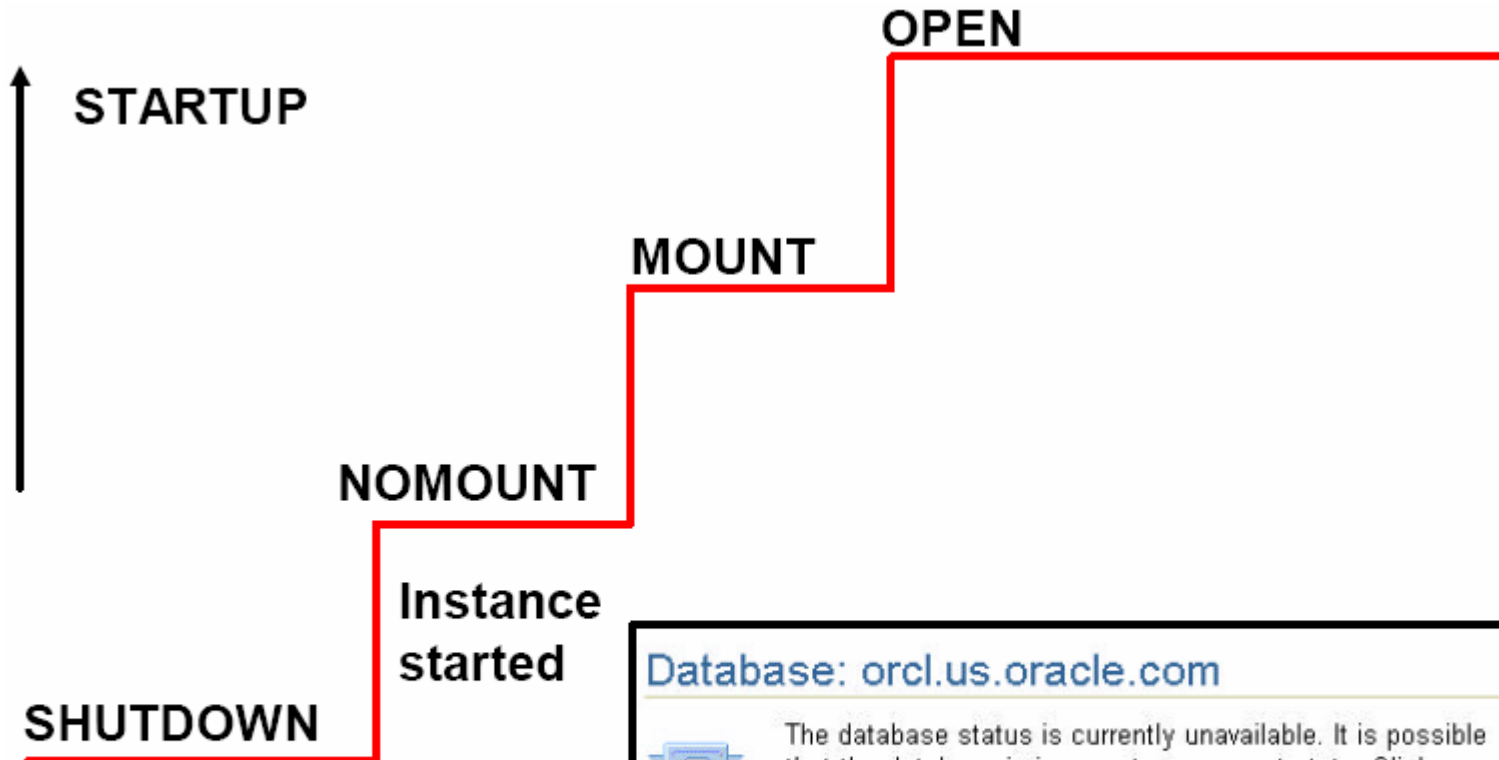 OPEN
STARTUP
MOUNT
NOMOUNT
Instance
started
SHUTDOWN
Database: orcl.us.oracle.com
The database status is currently unavailable. It is possible